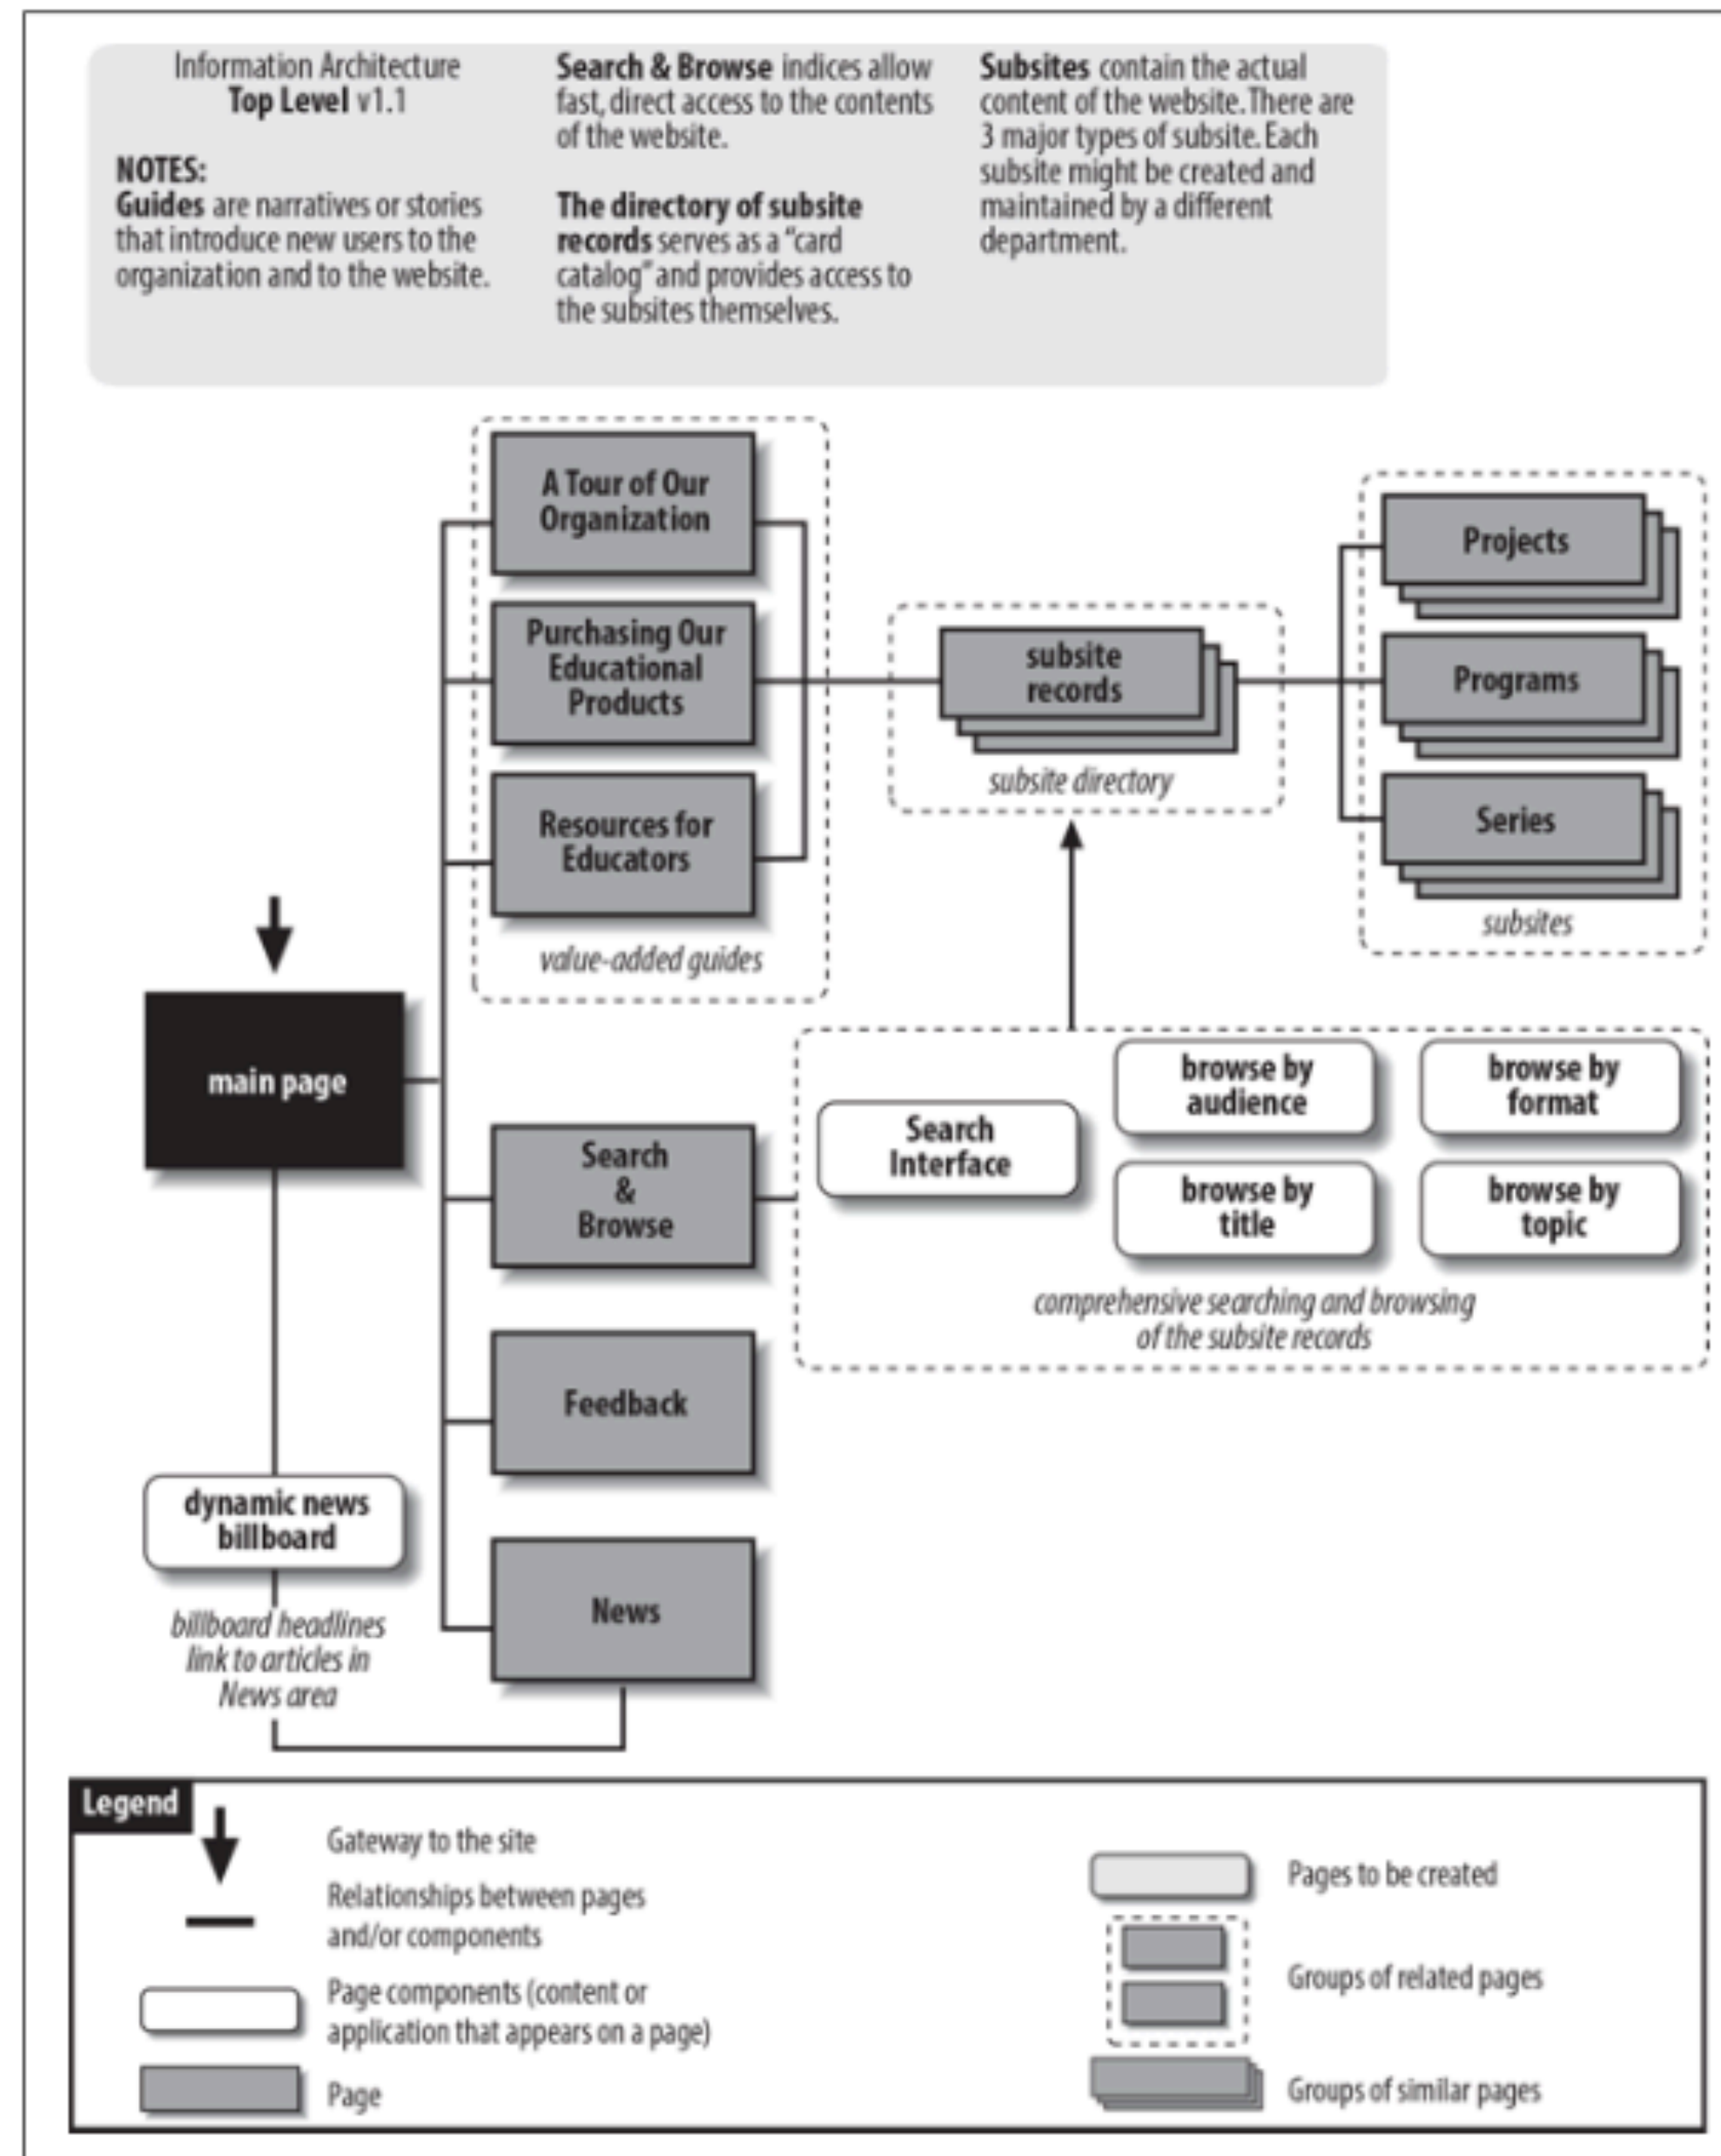 Information Architecture
Top Level v1.1
NOTES:
Guides are narratives or stories
that introduce new users to the
organization and to the website.
Search & Browse indices allow
fast, direct access to the contents
of the website.
The directory of subsite
records serves as a “card
catalog” and provides access to
the subsites themselves.
Subsites contain the actual
content of the website. There are
3 major types of subsite. Each
subsite might be created and
maintained by a different
department.
A Tour of Our
Organization
Purchasing Our
Educational
Products
Resources for
Educators
value-added guides
subsite
records
subsite directory
Projects
Programs
Series
subsites
main page
Search
&
Browse
Search
Interface
browse by
audience
browse by
format
browse by
title
browse by
topic
comprehensive searching and browsing
of the subsite records
Feedback
dynamic news
billboard
billboard headlines
link to articles in
News area
News
Legend
Gateway to the site
Relationships between pages
and/or components
Page components (content or
application that appears on a page)
Page
Pages to be created
Groups of related pages
Groups of similar pages